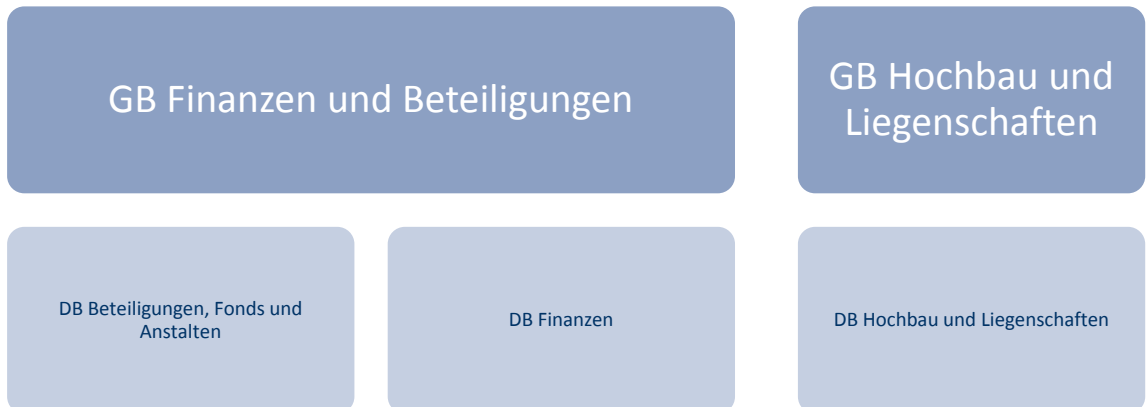 GB Finanzen und Beteiligungen
GB Hochbau und
Liegenschaften
DB Beteiligungen, Fonds und
Anstalten
DB Finanzen
DB Hochbau und Liegenschaften